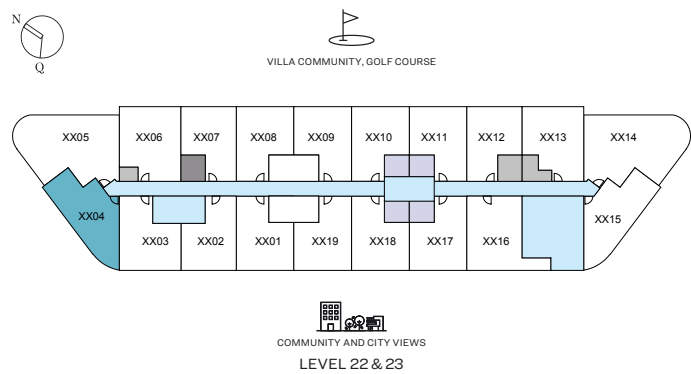 N
Q
VILLA COMMUNITY, GOLF COURSE
XX05 XX06 XX07 XX08 XX09 XX10 XX11 XX12 XX13 XX14
XX04 XX15
XX03 XX02 XX01 XX19 XX18 XX17 XX16
COMMUNITY AND CITY VIEWS
LEVEL 22 & 23